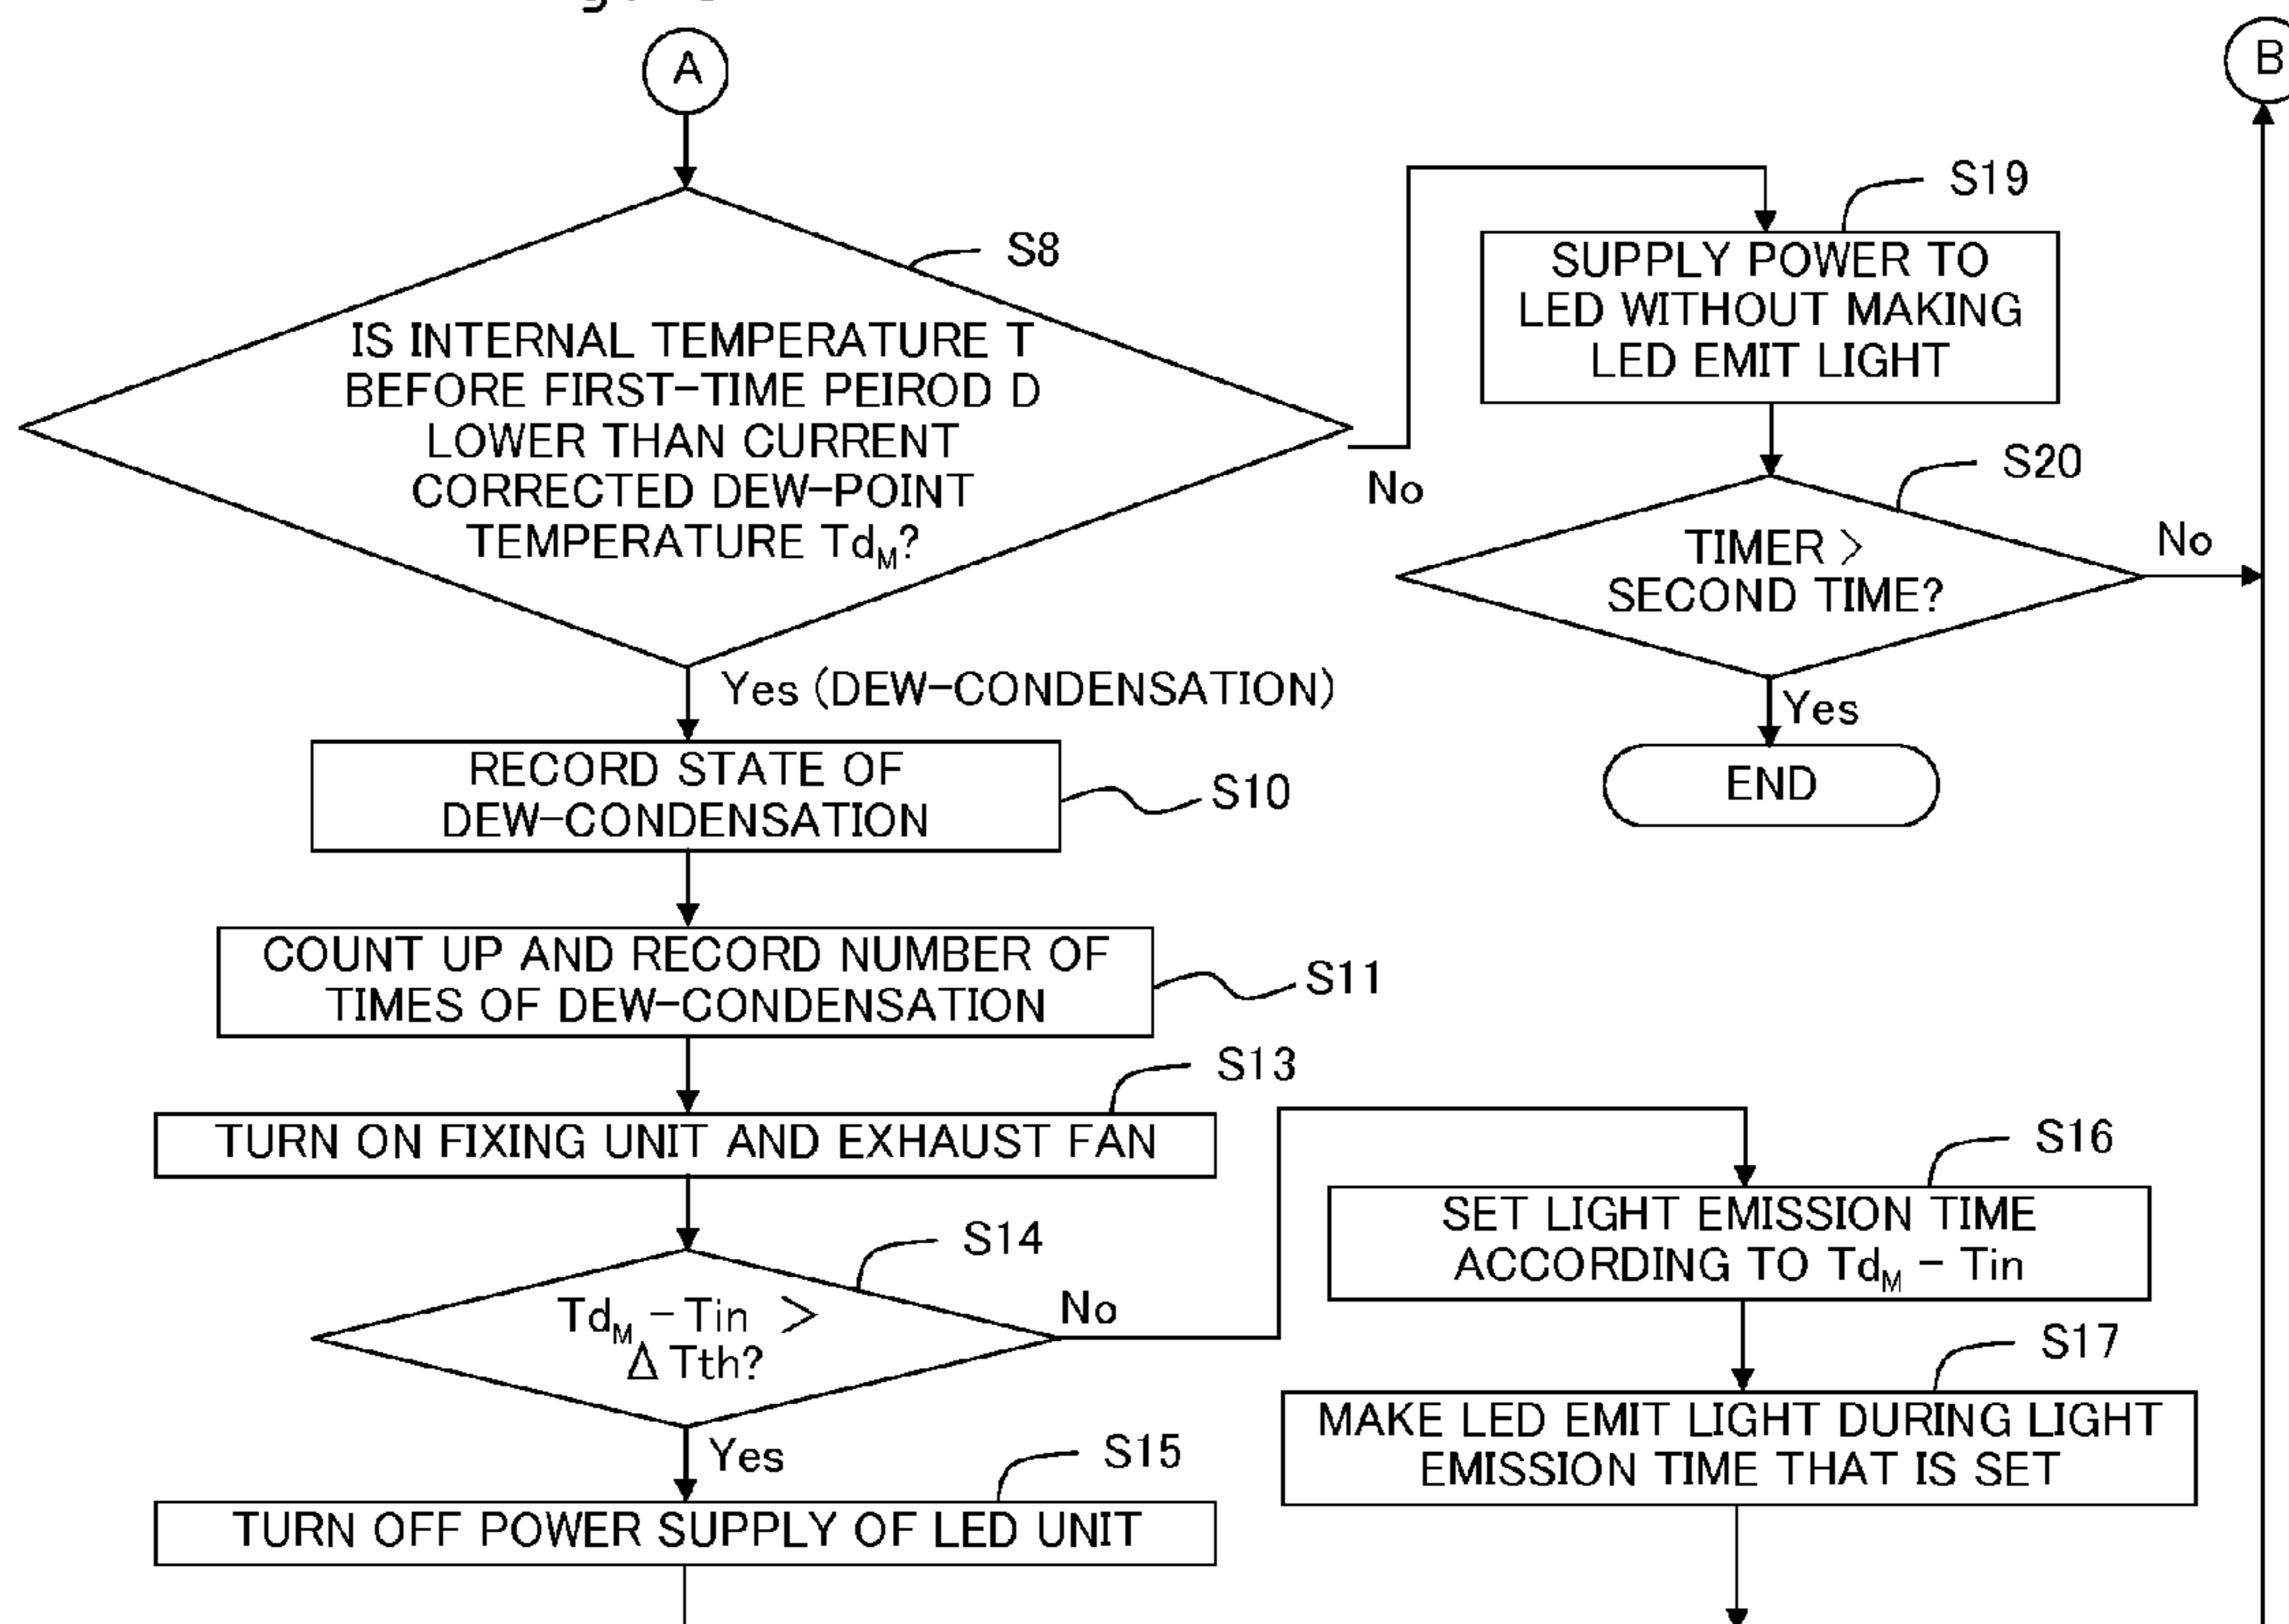 A
B
S8
IS INTERNAL TEMPERATURE T
BEFORE FIRST-TIME PEIROD D
LOWER THAN CURRENT
CORRECTED DEW-POINT
TEMPERATURE TdM?
No
Yes (DEW-CONDENSATION)
S19
SUPPLY POWER TO
LED WITHOUT MAKING
LED EMIT LIGHT
S20
TIMER >
SECOND TIME?
No
Yes
END
RECORD STATE OF
DEW-CONDENSATION
S10
COUNT UP AND RECORD NUMBER OF
TIMES OF DEW-CONDENSATION
S11
S13
TURN ON FIXING UNIT AND EXHAUST FAN
S14
TdM - Tin >
Δ Tth?
No
Yes
S15
TURN OFF POWER SUPPLY OF LED UNIT
S16
SET LIGHT EMISSION TIME
ACCORDING TO TdM - Tin
S17
MAKE LED EMIT LIGHT DURING LIGHT
EMISSION TIME THAT IS SET